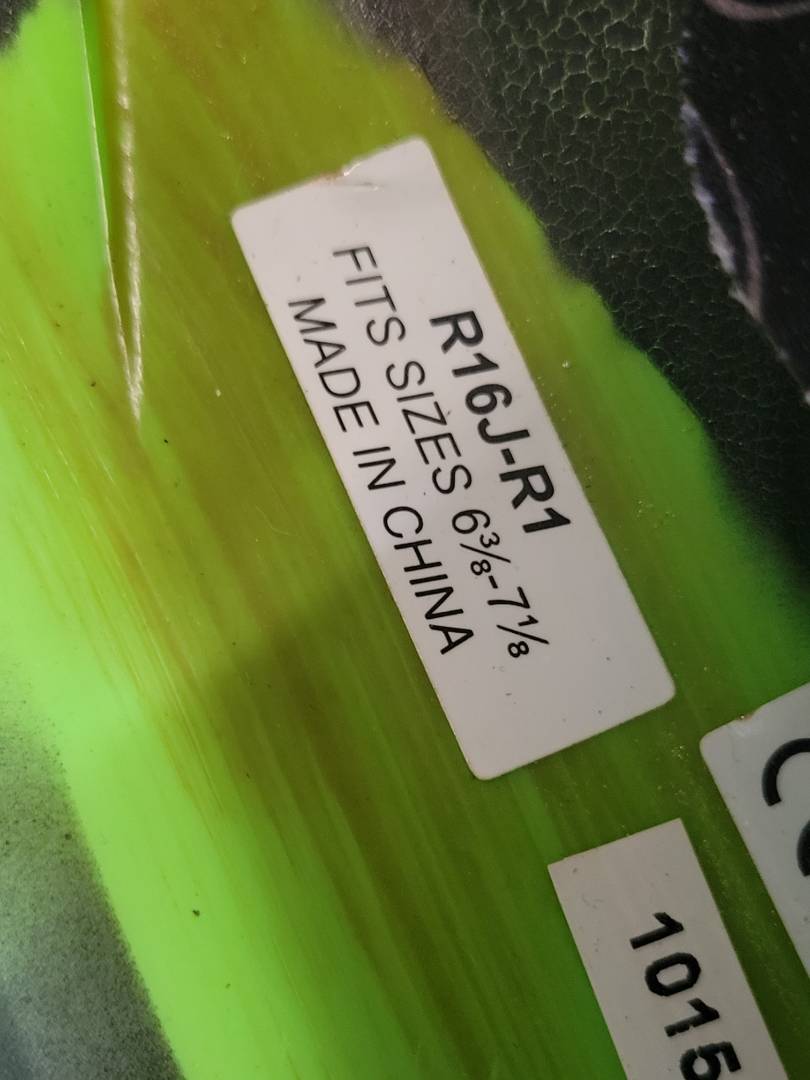 R16J-R1
FITS SIZES 6⅜-7⅛
MADE IN CHINA
1015